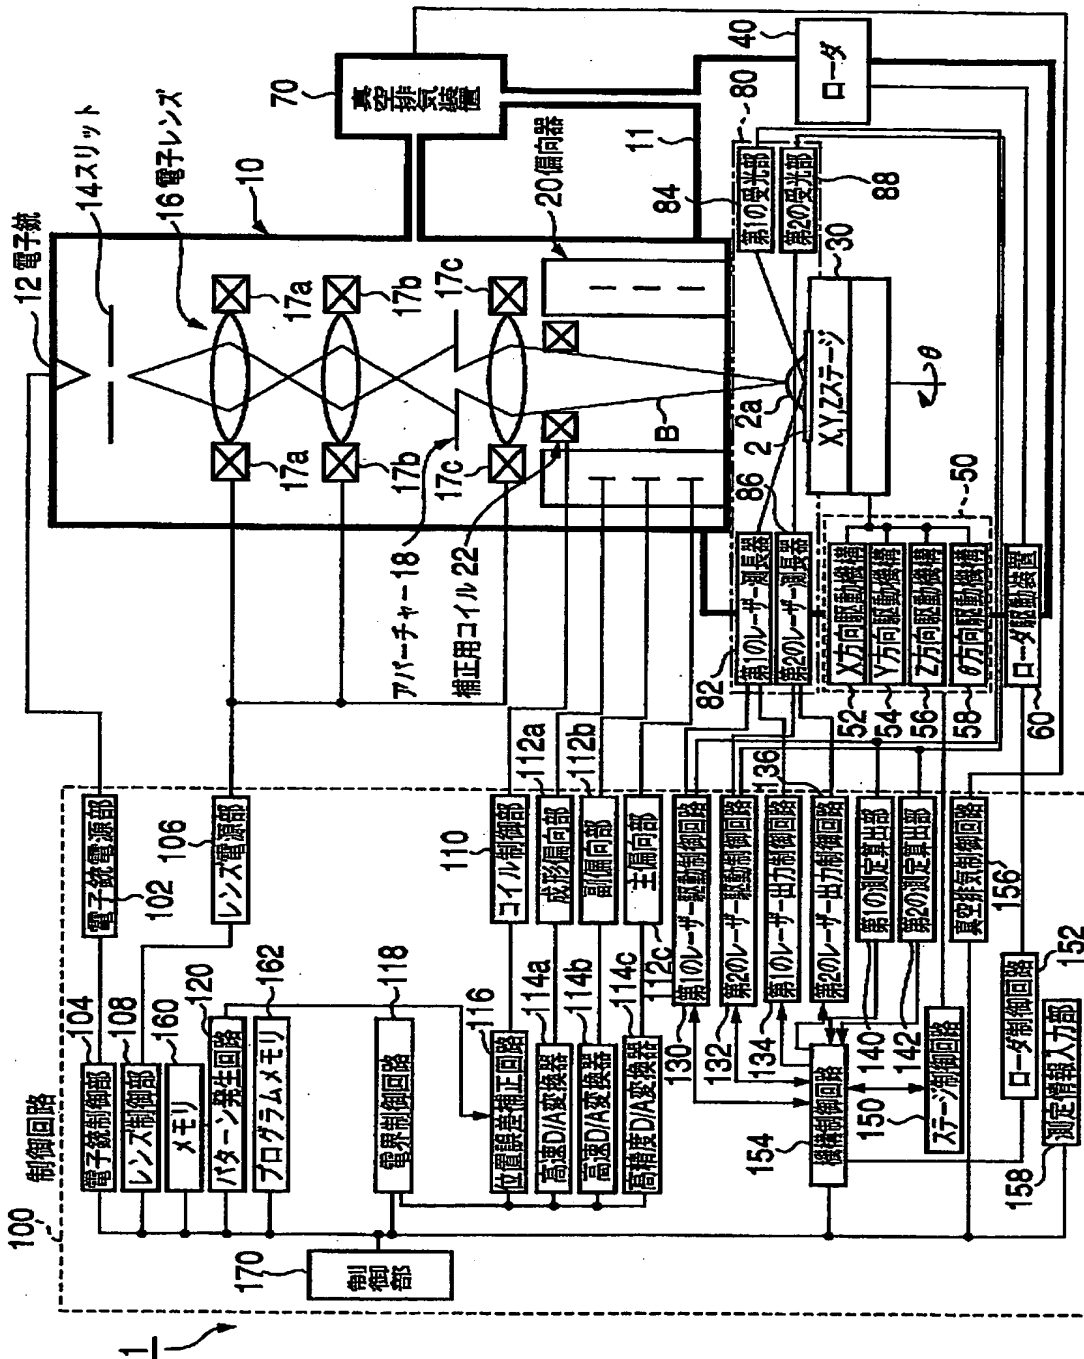 1
100
制御回路
170
制御部
104
電子銃制御部
108
レンズ制御部
160
メモリ
120
パターン発生回路
162
プログラムメモリ
118
電界制御回路
116
位置誤差補正回路
114a
高速D/A変換器
114b
高速D/A変換器
114c
高精度D/A変換器
154
機構制御回路
150
ステージ制御回路
152
ローダ制御回路
158
測定情報入力部
102
電子銃電源部
106
レンズ電源部
110
コイル制御部
112a
成形偏向部
112b
副偏向部
112c
主偏向部
130
第1のレーザー駆動制御回路
132
第2のレーザー駆動制御回路
134
第1のレーザー出力制御回路
136
第2のレーザー出力制御回路
140
第1の測定算出部
142
第2の測定算出部
156
真空排気制御回路
12電子銃
14スリット
16電子レンズ
10
17a
17a
17b
17b
17c
17c
アパーチャー18
補正用コイル22
20偏向器
B
70
真空排気装置
11
40
ローダ
80
84
第1の受光部
88
第2の受光部
82
第1のレーザー測長器
86
第2のレーザー測長器
2
2a
30
X,Y,Zステージ
θ
50
52
X方向駆動機構
54
Y方向駆動機構
56
Z方向駆動機構
58
θ方向駆動機構
60
ローダ駆動装置